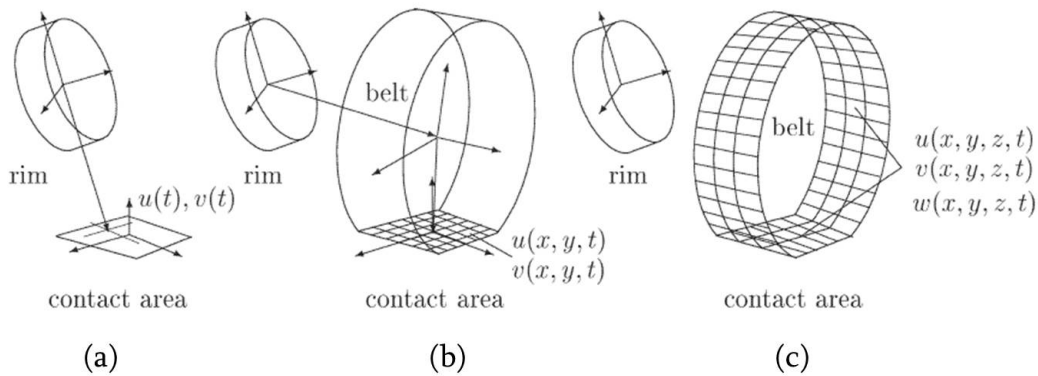 rim
u(t), v(t)
contact area
(a)
belt
rim
u(x, y, t)
v(x, y, t)
contact area
(b)
rim
belt
u(x, y, z, t)
v(x, y, z, t)
w(x, y, z, t)
contact area
(c)